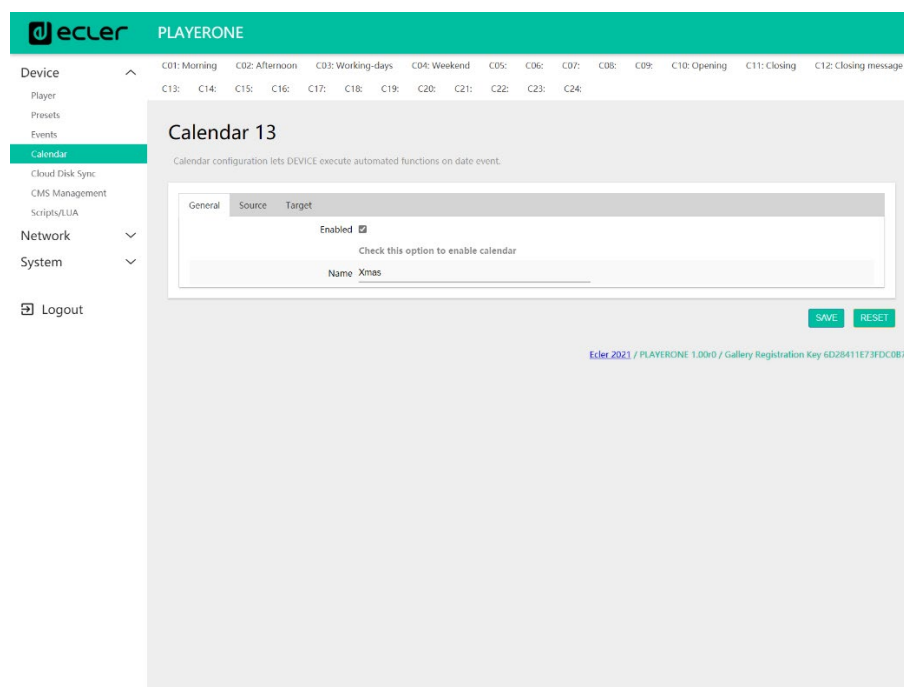 ecler PLAYERONE
C01: Morning C02: Afternoon C03: Working-days C04: Weekend C05: C06: C07: C08: C09: C10: Opening C11: Closing C12: Closing message
C13: C14: C15: C16: C17: C18: C19: C20: C21: C22: C23: C24:
Device
Player
Presets
Events
Calendar
Cloud Disk Sync
CMS Management
Scripts/LUA
Network
System
Logout
Calendar 13
Calendar configuration lets DEVICE execute automated functions on date event.
General Source Target
Enabled
Check this option to enable calendar
Name Xmas
SAVE RESET
Ecler 2021 / PLAYERONE 1.00r0 / Gallery Registration Key 6D28411E73FDC0B7